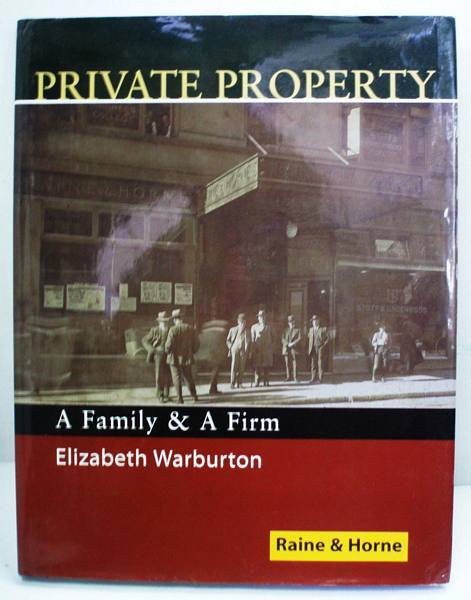 PRIVATE PROPERTY
A Family & A Firm
Elizabeth Warburton
Raine & Horne